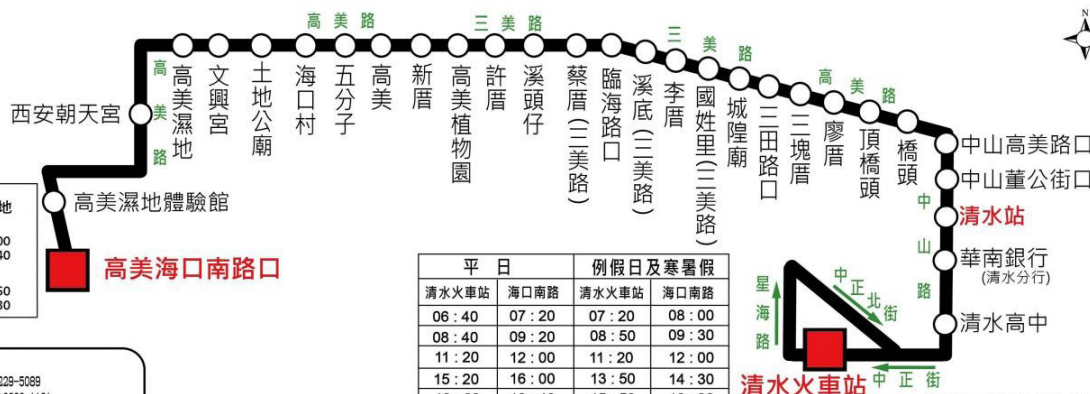 N
高美路
三美路
三美路
高美路
高美路
西安朝天宮
高美濕地
文興宮
土地公廟
海口村
五分子
高美
新厝
高美植物園
許厝
溪頭仔
蔡厝(三美路)
臨海路口
溪底(三美路)
李厝
國姓里(三美路)
城隍廟
三田路口
三塊厝
廖厝
頂橋頭
橋頭
中山高美路口
中山董公街口
清水站
中山路
華南銀行
(清水分行)
清水高中
高美濕地體驗館
高美海口南路口
地
00
40
50
30
平日 例假日及寒暑假
清水火車站 海口南路 清水火車站 海口南路
06:40 07:20 07:20 08:00
08:40 09:20 08:50 09:30
11:20 12:00 11:20 12:00
15:20 16:00 13:50 14:30
星海路
中正北街
清水火車站
中正街
229-5089